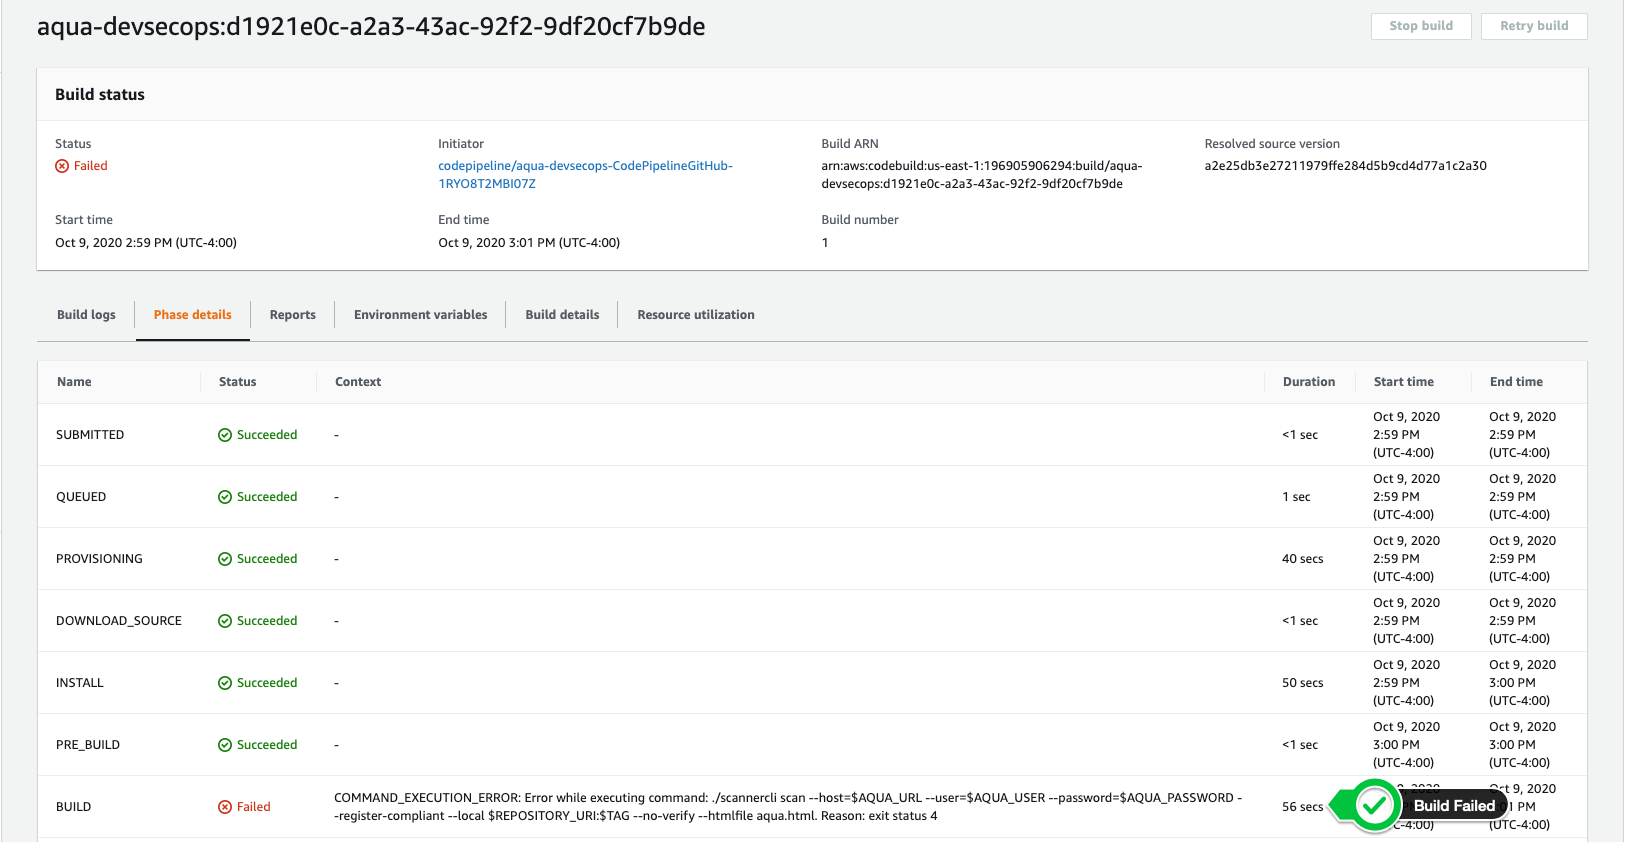 aqua-devsecops:d1921e0c-a2a3-43ac-92f2-9df20cf7b9de
Stop build
Retry build
Build status
Status
Initiator
Build ARN
Resolved source version
Failed
codepipeline/aqua-devsecops-CodePipelineGitHub-
1RYO8T2MBI07Z
arn:aws:codebuild:us-east-1:196905906294:build/aqua-
devsecops:d1921e0c-a2a3-43ac-92f2-9df20cf7b9de
a2e25db3e27211979ffe284d5b9cd4d77a1c2a30
Start time
End time
Build number
Oct 9, 2020 2:59 PM (UTC-4:00)
Oct 9, 2020 3:01 PM (UTC-4:00)
1
Build logs
Phase details
Reports
Environment variables
Build details
Resource utilization
Name
Status
Context
Duration
Start time
End time
SUBMITTED
Succeeded
-
<1 sec
Oct 9, 2020
2:59 PM
(UTC-4:00)
Oct 9, 2020
2:59 PM
(UTC-4:00)
QUEUED
Succeeded
-
1 sec
Oct 9, 2020
2:59 PM
(UTC-4:00)
Oct 9, 2020
2:59 PM
(UTC-4:00)
PROVISIONING
Succeeded
-
40 secs
Oct 9, 2020
2:59 PM
(UTC-4:00)
Oct 9, 2020
2:59 PM
(UTC-4:00)
DOWNLOAD_SOURCE
Succeeded
-
<1 sec
Oct 9, 2020
2:59 PM
(UTC-4:00)
Oct 9, 2020
2:59 PM
(UTC-4:00)
INSTALL
Succeeded
-
50 secs
Oct 9, 2020
2:59 PM
(UTC-4:00)
Oct 9, 2020
3:00 PM
(UTC-4:00)
PRE_BUILD
Succeeded
-
<1 sec
Oct 9, 2020
3:00 PM
(UTC-4:00)
Oct 9, 2020
3:00 PM
(UTC-4:00)
BUILD
Failed
COMMAND_EXECUTION_ERROR: Error while executing command: ./scannercli scan --host=$AQUA_URL --user=$AQUA_USER --password=$AQUA_PASSWORD -
-register-compliant --local $REPOSITORY_URI:$TAG --no-verify --htmlfile aqua.html. Reason: exit status 4
56 secs
Build Failed
PM
(UTC-4:00)